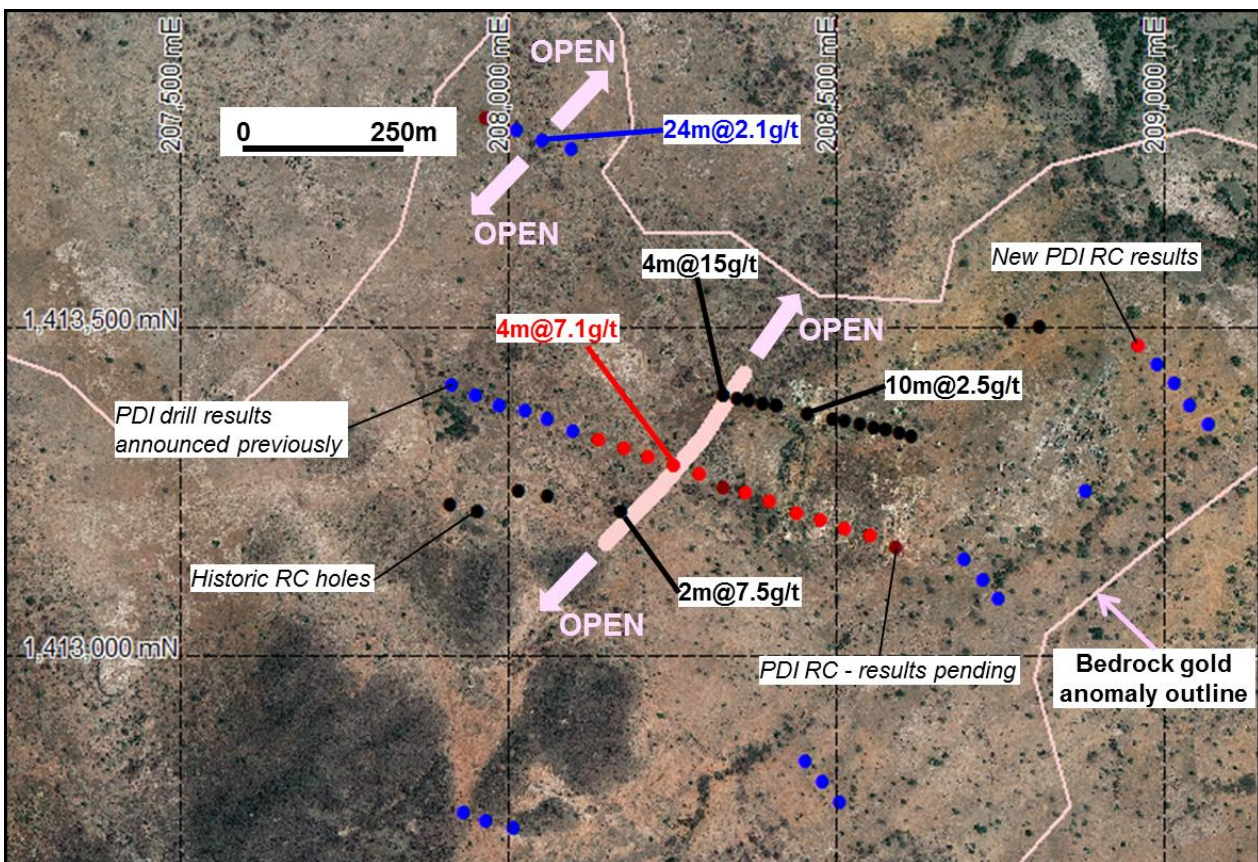 207,500 mE
208,000 mE
208,500 mE
209,000 mE
OPEN
0 250m
24m@2.1g/t
OPEN
4m@15g/t
New PDI RC results
1,413,500 mN
4m@7.1g/t
OPEN
10m@2.5g/t
PDI drill results
announced previously
Historic RC holes
2m@7.5g/t
OPEN
1,413,000 mN
PDI RC - results pending
Bedrock gold
anomaly outline